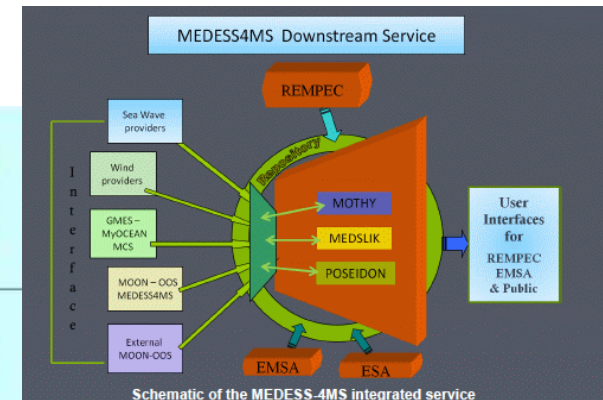 MEDESS4MS Downstream Service
REMPEC
Sea Wave
providers
Wind
providers
GMES –
MyOCEAN
MCS
MOON – OOS
MEDESS4MS
External
MOON-OOS
Interface
Repository
MOTHY
MEDSLIK
POSEIDON
EMSA
ESA
User
Interfaces
for
REMPEC
EMSA
& Public
Schematic of the MEDESS-4MS integrated service